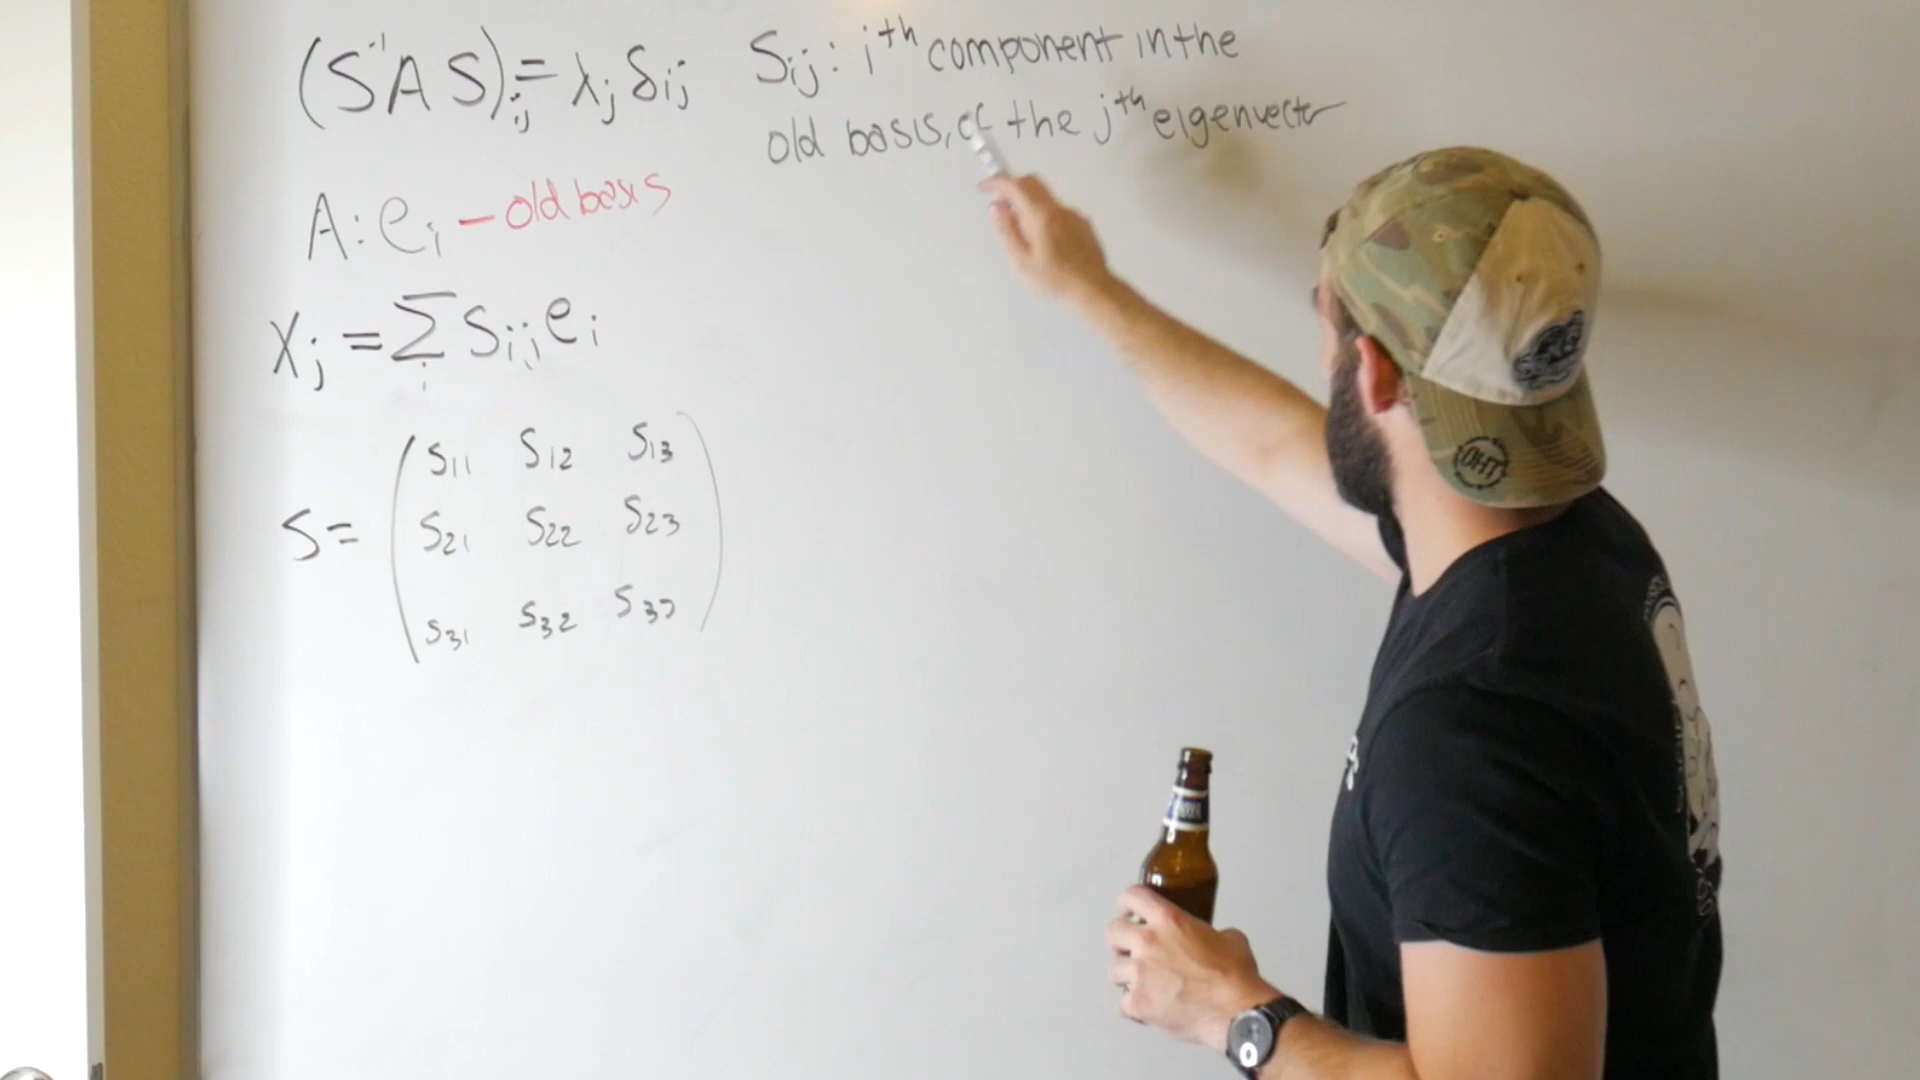 (S⁻¹AS)ᵢⱼ = λⱼ δᵢⱼ
Sᵢⱼ: iᵗʰ component in the
old basis, of the jᵗʰ eigenvector
A: eᵢ — old basis
Xⱼ = Σᵢ Sᵢⱼ eᵢ
S = ( S₁₁ S₁₂ S₁₃
S₂₁ S₂₂ S₂₃
S₃₁ S₃₂ S₃₃ )
OHT